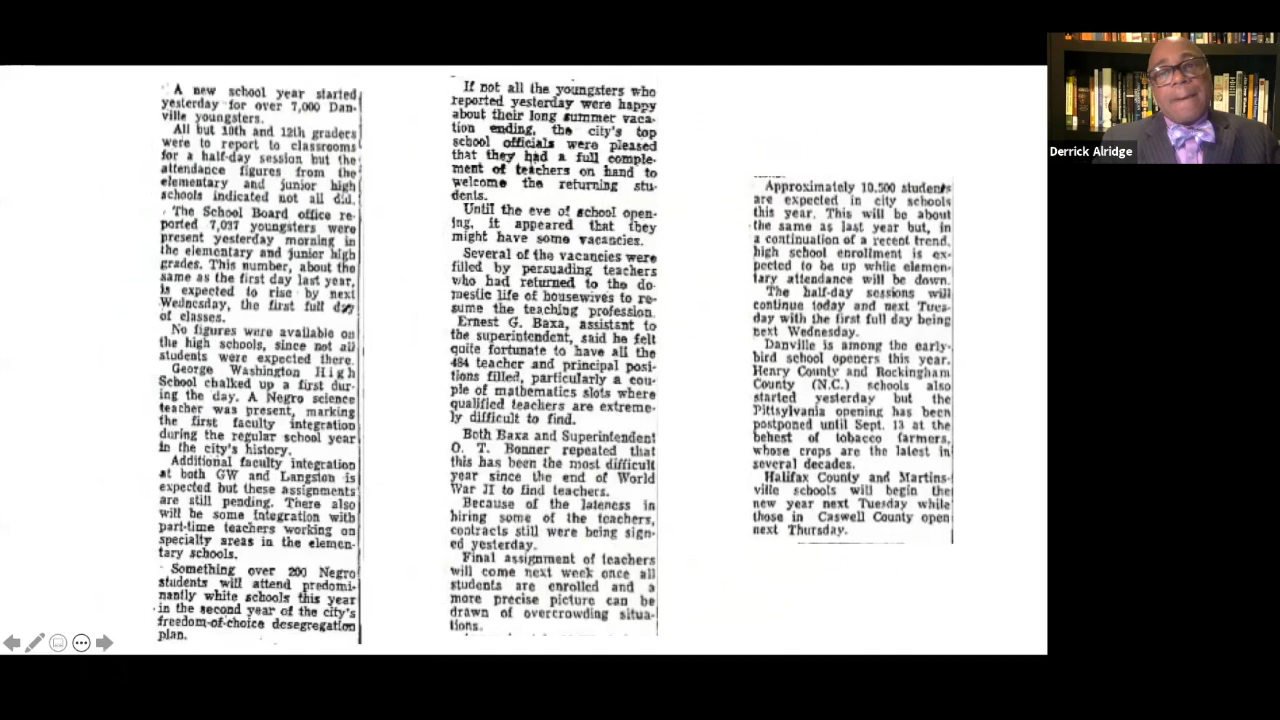 A new school year started
yesterday for over 7,000 Dan-
ville youngsters.
All but 10th and 12th graders
were to report to classrooms
for a half-day session but the
attendance figures from the
elementary and junior high
schools indicated not all did.
The School Board office re-
ported 7,037 youngsters were
present yesterday morning in
the elementary and junior high
grades. This number, about the
same as the first day last year,
is expected to rise by next
Wednesday, the first full day
of classes.
No figures were available on
the high schools, since not all
students were expected there.
George Washington High
School chalked up a first dur-
ing the day. A Negro science
teacher was present, marking
the first faculty integration
during the regular school year
in the city's history.
Additional faculty integration
at both GW and Langston is
expected but these assignments
are still pending. There also
will be some integration with
part-time teachers working on
specialty areas in the elemen-
tary schools.
Something over 200 Negro
students will attend predomi-
nantly white schools this year
in the second year of the city's
freedom-of-choice desegregation
plan.
If not all the youngsters who
reported yesterday were happy
about their long summer vaca-
tion ending, the city's top
school officials were pleased
that they had a full comple-
ment of teachers on hand to
welcome the returning stu-
dents.
Until the eve of school open-
ing, it appeared that they
might have some vacancies.
Several of the vacancies were
filled by persuading teachers
who had returned to the do-
mestic life of housewives to re-
sume the teaching profession.
Ernest G. Baxa, assistant to
the superintendent, said he felt
quite fortunate to have all the
484 teacher and principal posi-
tions filled, particularly a cou-
ple of mathematics slots where
qualified teachers are extreme-
ly difficult to find.
Both Baxa and Superintendent
O. T. Bonner repeated that
this has been the most difficult
year since the end of World
War II to find teachers.
Because of the lateness in
hiring some of the teachers,
contracts still were being sign-
ed yesterday.
Final assignment of teachers
will come next week once all
students are enrolled and a
more precise picture can be
drawn of overcrowding situa-
tions.
Approximately 10,500 students
are expected in city schools
this year. This will be about
the same as last year but, in
a continuation of a recent trend,
high school enrollment is ex-
pected to be up while elemen-
tary attendance will be down.
The half-day sessions will
continue today and next Tues-
day with the first full day being
next Wednesday.
Danville is among the early-
bird school openers this year.
Henry County and Rockingham
County (N.C.) schools also
started yesterday but the
Pittsylvania opening has been
postponed until Sept. 13 at the
behest of tobacco farmers,
whose crops are the latest in
several decades.
Halifax County and Martins-
ville schools will begin the
new year next Tuesday while
those in Caswell County open
next Thursday.
Derrick Alridge